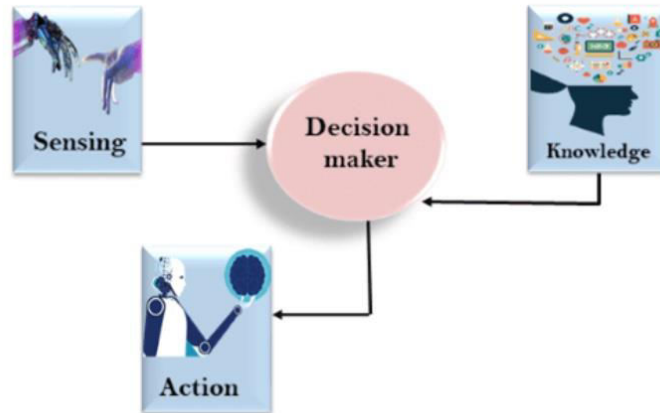 Sensing
Decision
maker
Knowledge
Action